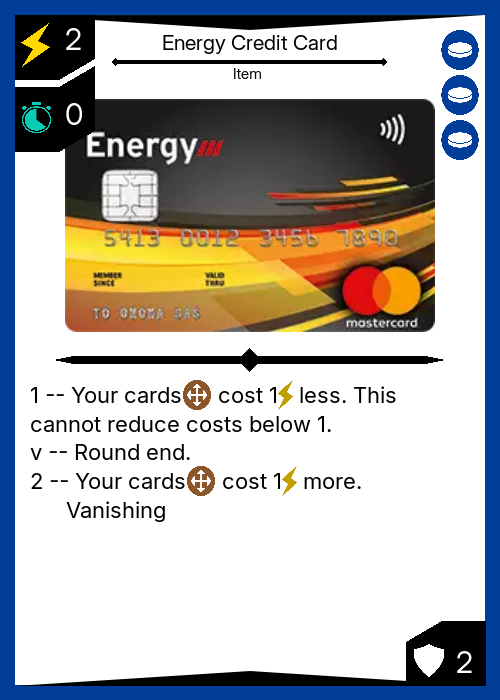 2
Energy Credit Card
Item
0
Energy
5413 0012 3456 7890
MEMBER SINCE
VALID THRU
TO OMOMA SAS
mastercard
1 -- Your cards cost 1 less. This
cannot reduce costs below 1.
v -- Round end.
2 -- Your cards cost 1 more.
Vanishing
2